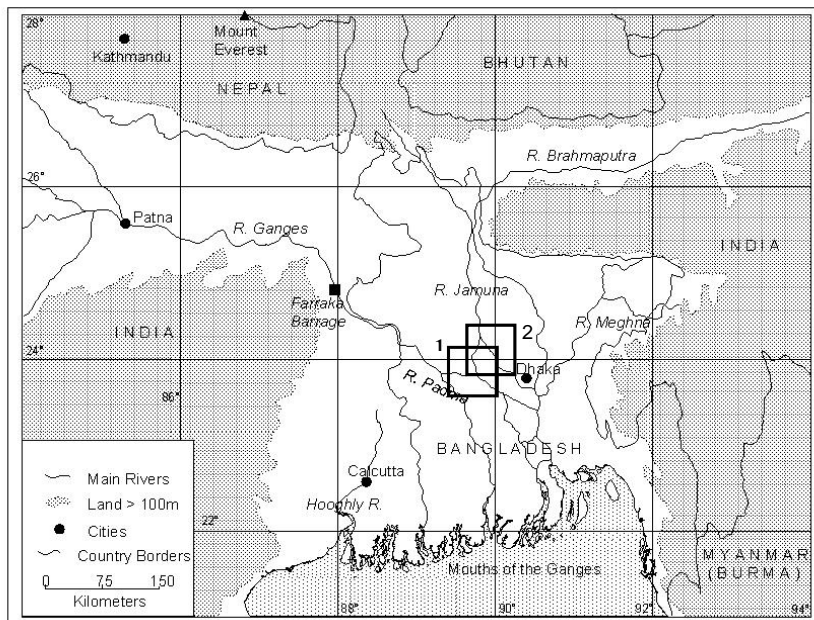 28°
Mount
Everest
Kathmandu
BHUTAN
NEPAL
R. Brahmaputra
26°
Patna
R. Ganges
INDIA
R. Jamuna
Farraka
Barrage
INDIA
R. Meghna
2
1
24°
Dhaka
R. Padma
86°
BANGLADESH
Calcutta
Main Rivers
Land > 100m
Hooghly R.
Cities
22°
Country Borders
MYANMAR
(BURMA)
Mouths of the Ganges
0 7,5 150
Kilometers
88°
90°
92°
94°